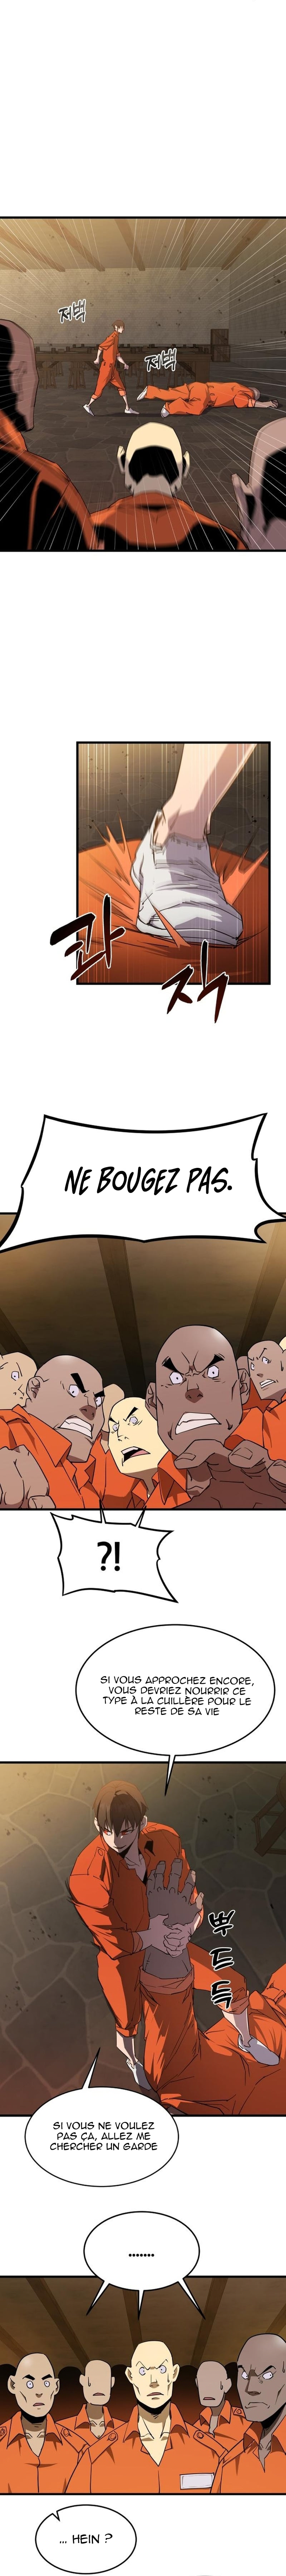 저벅
저벅
콰
직
NE BOUGEZ PAS.
?!
SI VOUS APPROCHEZ ENCORE,
VOUS DEVRIEZ NOURRIR CE
TYPE À LA CUILLÈRE POUR LE
RESTE DE SA VIE
뿌
드
득
SI VOUS NE VOULEZ
PAS ÇA, ALLEZ ME
CHERCHER UN GARDE
.......
... HEIN ?